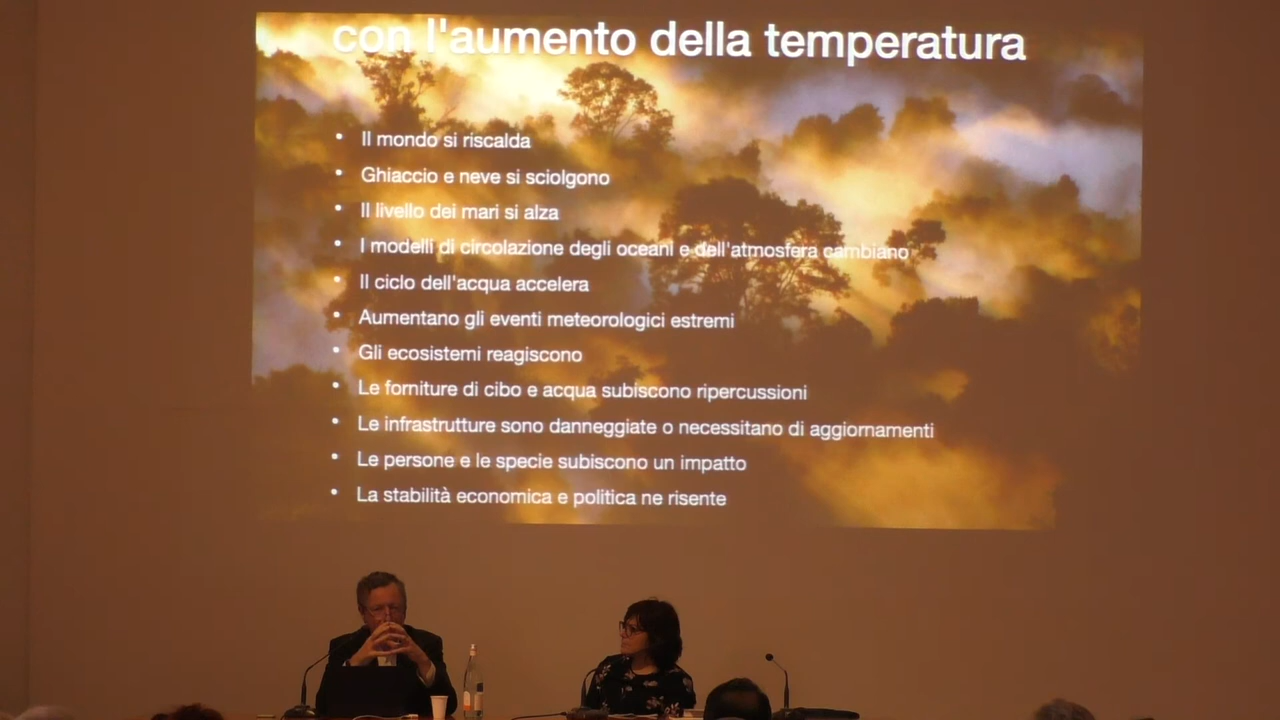 con l'aumento della temperatura
• Il mondo si riscalda
• Ghiaccio e neve si sciolgono
• Il livello dei mari si alza
• I modelli di circolazione degli oceani e dell'atmosfera cambiano
• Il ciclo dell'acqua accelera
• Aumentano gli eventi meteorologici estremi
• Gli ecosistemi reagiscono
• Le forniture di cibo e acqua subiscono ripercussioni
• Le infrastrutture sono danneggiate o necessitano di aggiornamenti
• Le persone e le specie subiscono un impatto
• La stabilità economica e politica ne risente